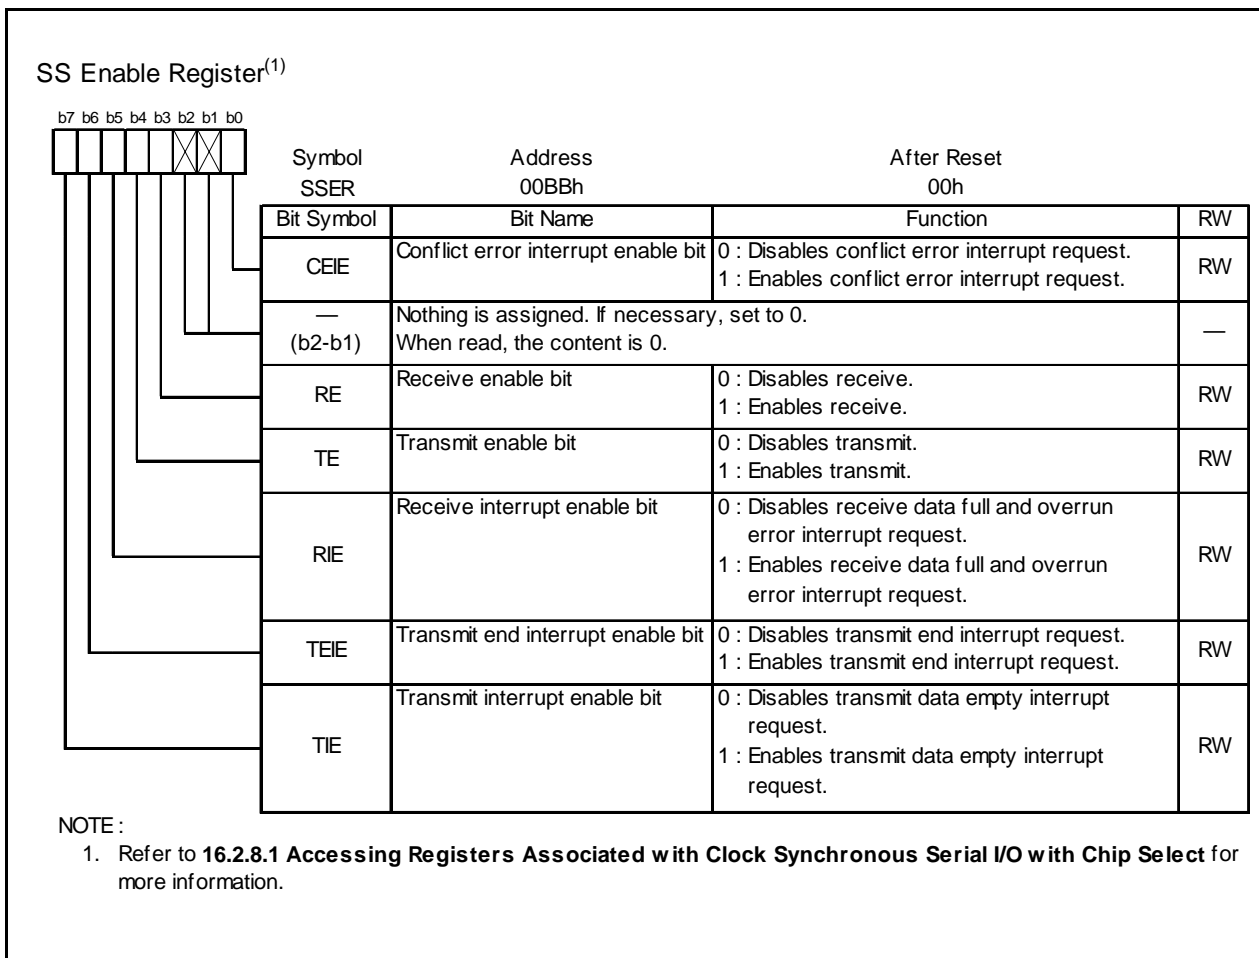 SS Enable Register(1)
b7 b6 b5 b4 b3 b2 b1 b0
Symbol Address After Reset
SSER 00BBh 00h
Bit Symbol Bit Name Function RW
CEIE Conflict error interrupt enable bit 0 : Disables conflict error interrupt request. RW
1 : Enables conflict error interrupt request.
— Nothing is assigned. If necessary, set to 0. —
(b2-b1) When read, the content is 0.
RE Receive enable bit 0 : Disables receive. RW
1 : Enables receive.
TE Transmit enable bit 0 : Disables transmit. RW
1 : Enables transmit.
RIE Receive interrupt enable bit 0 : Disables receive data full and overrun RW
error interrupt request.
1 : Enables receive data full and overrun
error interrupt request.
TEIE Transmit end interrupt enable bit 0 : Disables transmit end interrupt request. RW
1 : Enables transmit end interrupt request.
TIE Transmit interrupt enable bit 0 : Disables transmit data empty interrupt RW
request.
1 : Enables transmit data empty interrupt
request.
NOTE :
1. Refer to 16.2.8.1 Accessing Registers Associated with Clock Synchronous Serial I/O with Chip Select for
more information.